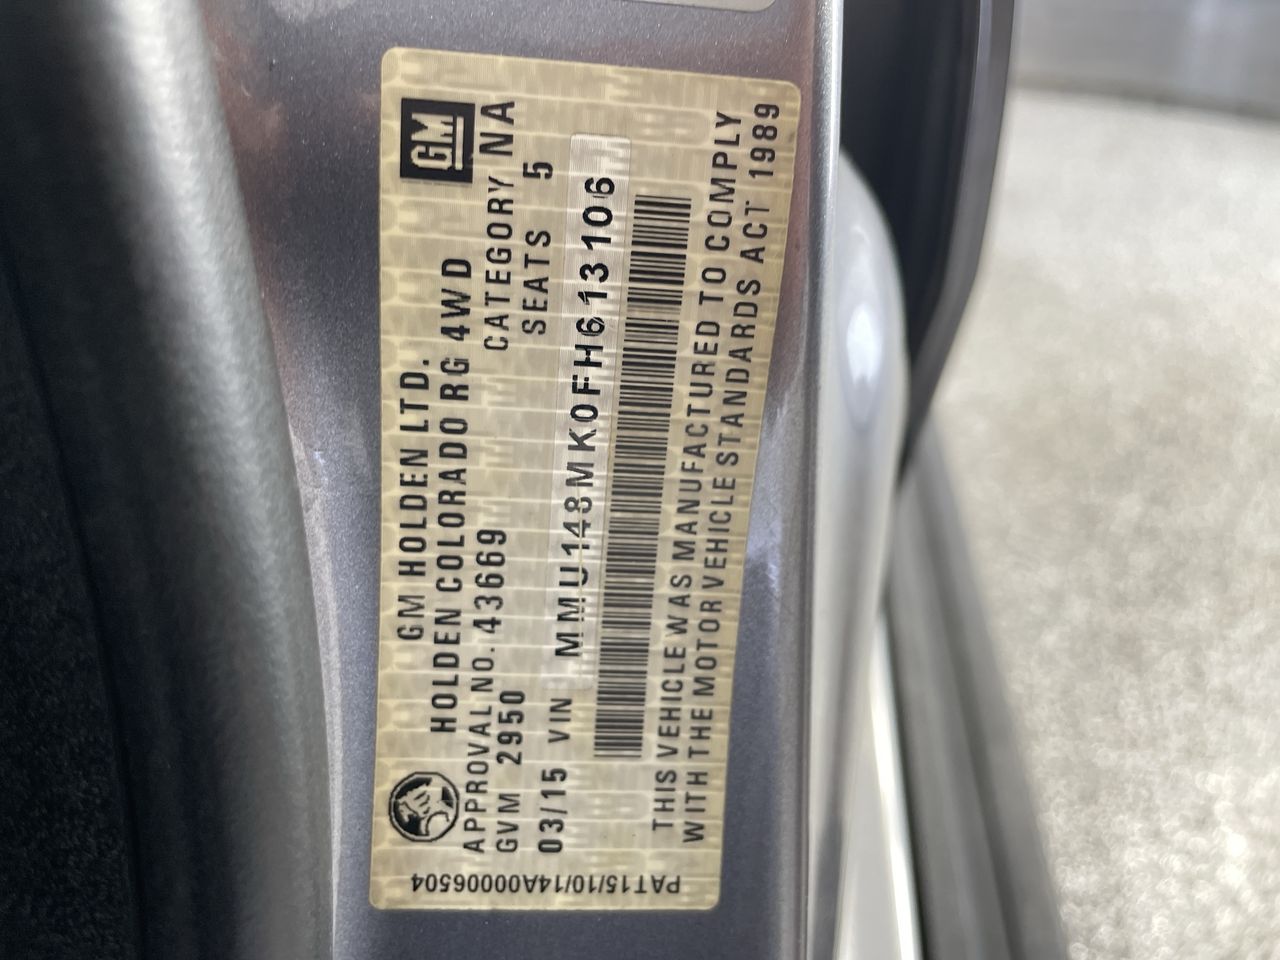 GM
GM HOLDEN LTD.
HOLDEN COLORADO RG 4WD
APPROVAL NO. 43669 CATEGORY NA
GVM 2950 SEATS 5
03/15 VIN MMU148MK0FH613106
THIS VEHICLE WAS MANUFACTURED TO COMPLY
WITH THE MOTOR VEHICLE STANDARDS ACT 1989
PAT15/10/14A00006504